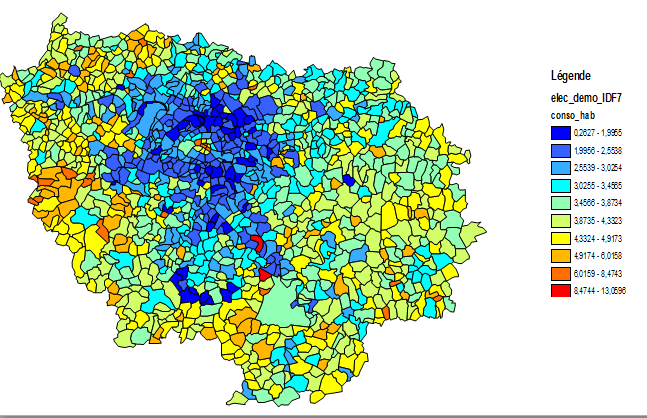 Légende
elec_demo_IDF7
conso_hab
0,2627 - 1,9955
1,9956 - 2,5538
2,5539 - 3,0254
3,0255 - 3,4565
3,4566 - 3,8734
3,8735 - 4,3323
4,3324 - 4,9173
4,9174 - 6,0158
6,0159 - 8,4743
8,4744 - 13,0596